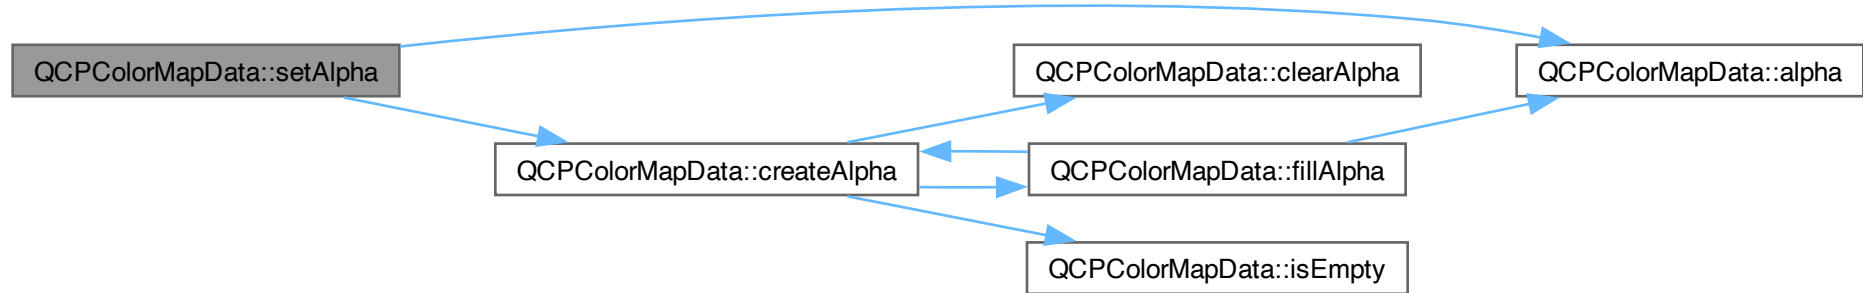 QCPColorMapData::setAlpha
QCPColorMapData::clearAlpha
QCPColorMapData::alpha
QCPColorMapData::createAlpha
QCPColorMapData::fillAlpha
QCPColorMapData::isEmpty